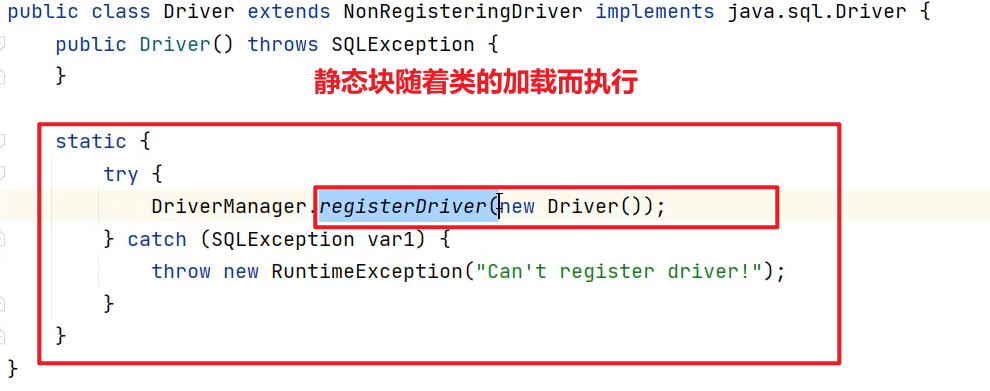 public class Driver extends NonRegisteringDriver implements java.sql.Driver {
public Driver() throws SQLException {
}
静态块随着类的加载而执行
static {
try {
DriverManager.registerDriver(new Driver());
} catch (SQLException var1) {
throw new RuntimeException("Can't register driver!");
}
}
}